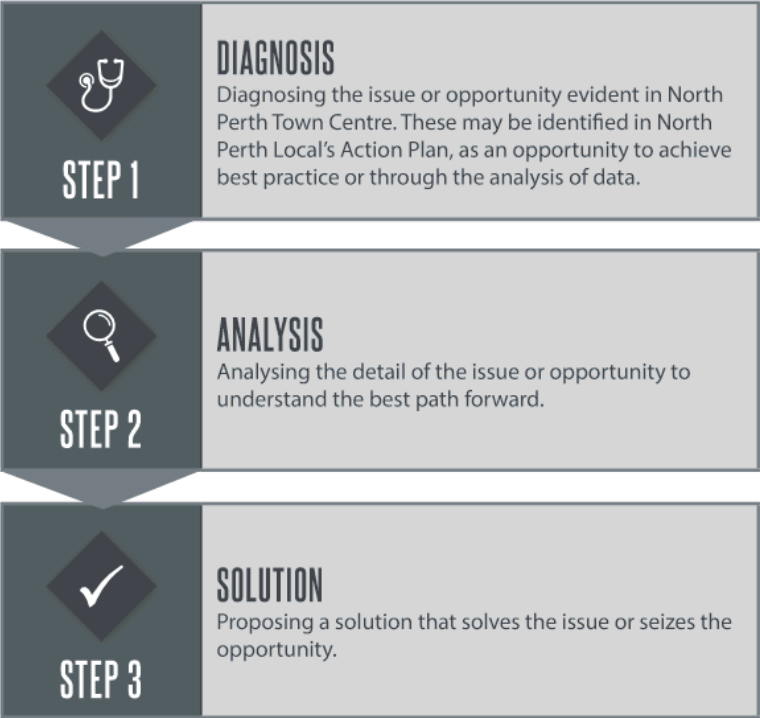 DIAGNOSIS
Diagnosing the issue or opportunity evident in North
Perth Town Centre. These may be identified in North
Perth Local's Action Plan, as an opportunity to achieve
best practice or through the analysis of data.
STEP 1
ANALYSIS
Analysing the detail of the issue or opportunity to
understand the best path forward.
STEP 2
SOLUTION
Proposing a solution that solves the issue or seizes the
opportunity.
STEP 3